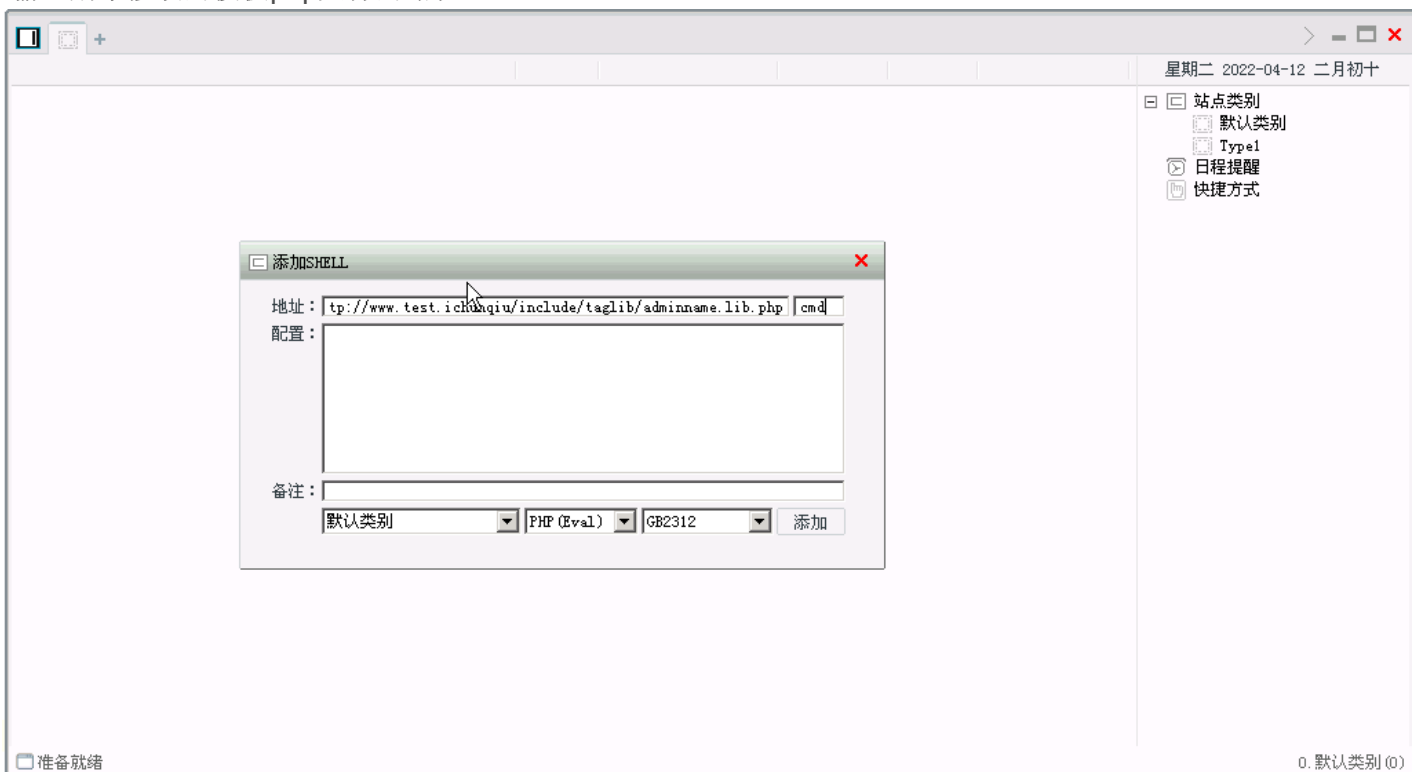 星期二 2022-04-12 二月初十
站点类别
默认类别
Type1
日程提醒
快捷方式
添加SHELL
地址： tp://www.test.ichunqiu/include/taglib/adminname.lib.php cmd
配置：
备注：
默认类别 PHP(Eval) GB2312 添加
准备就绪 0.默认类别(0)